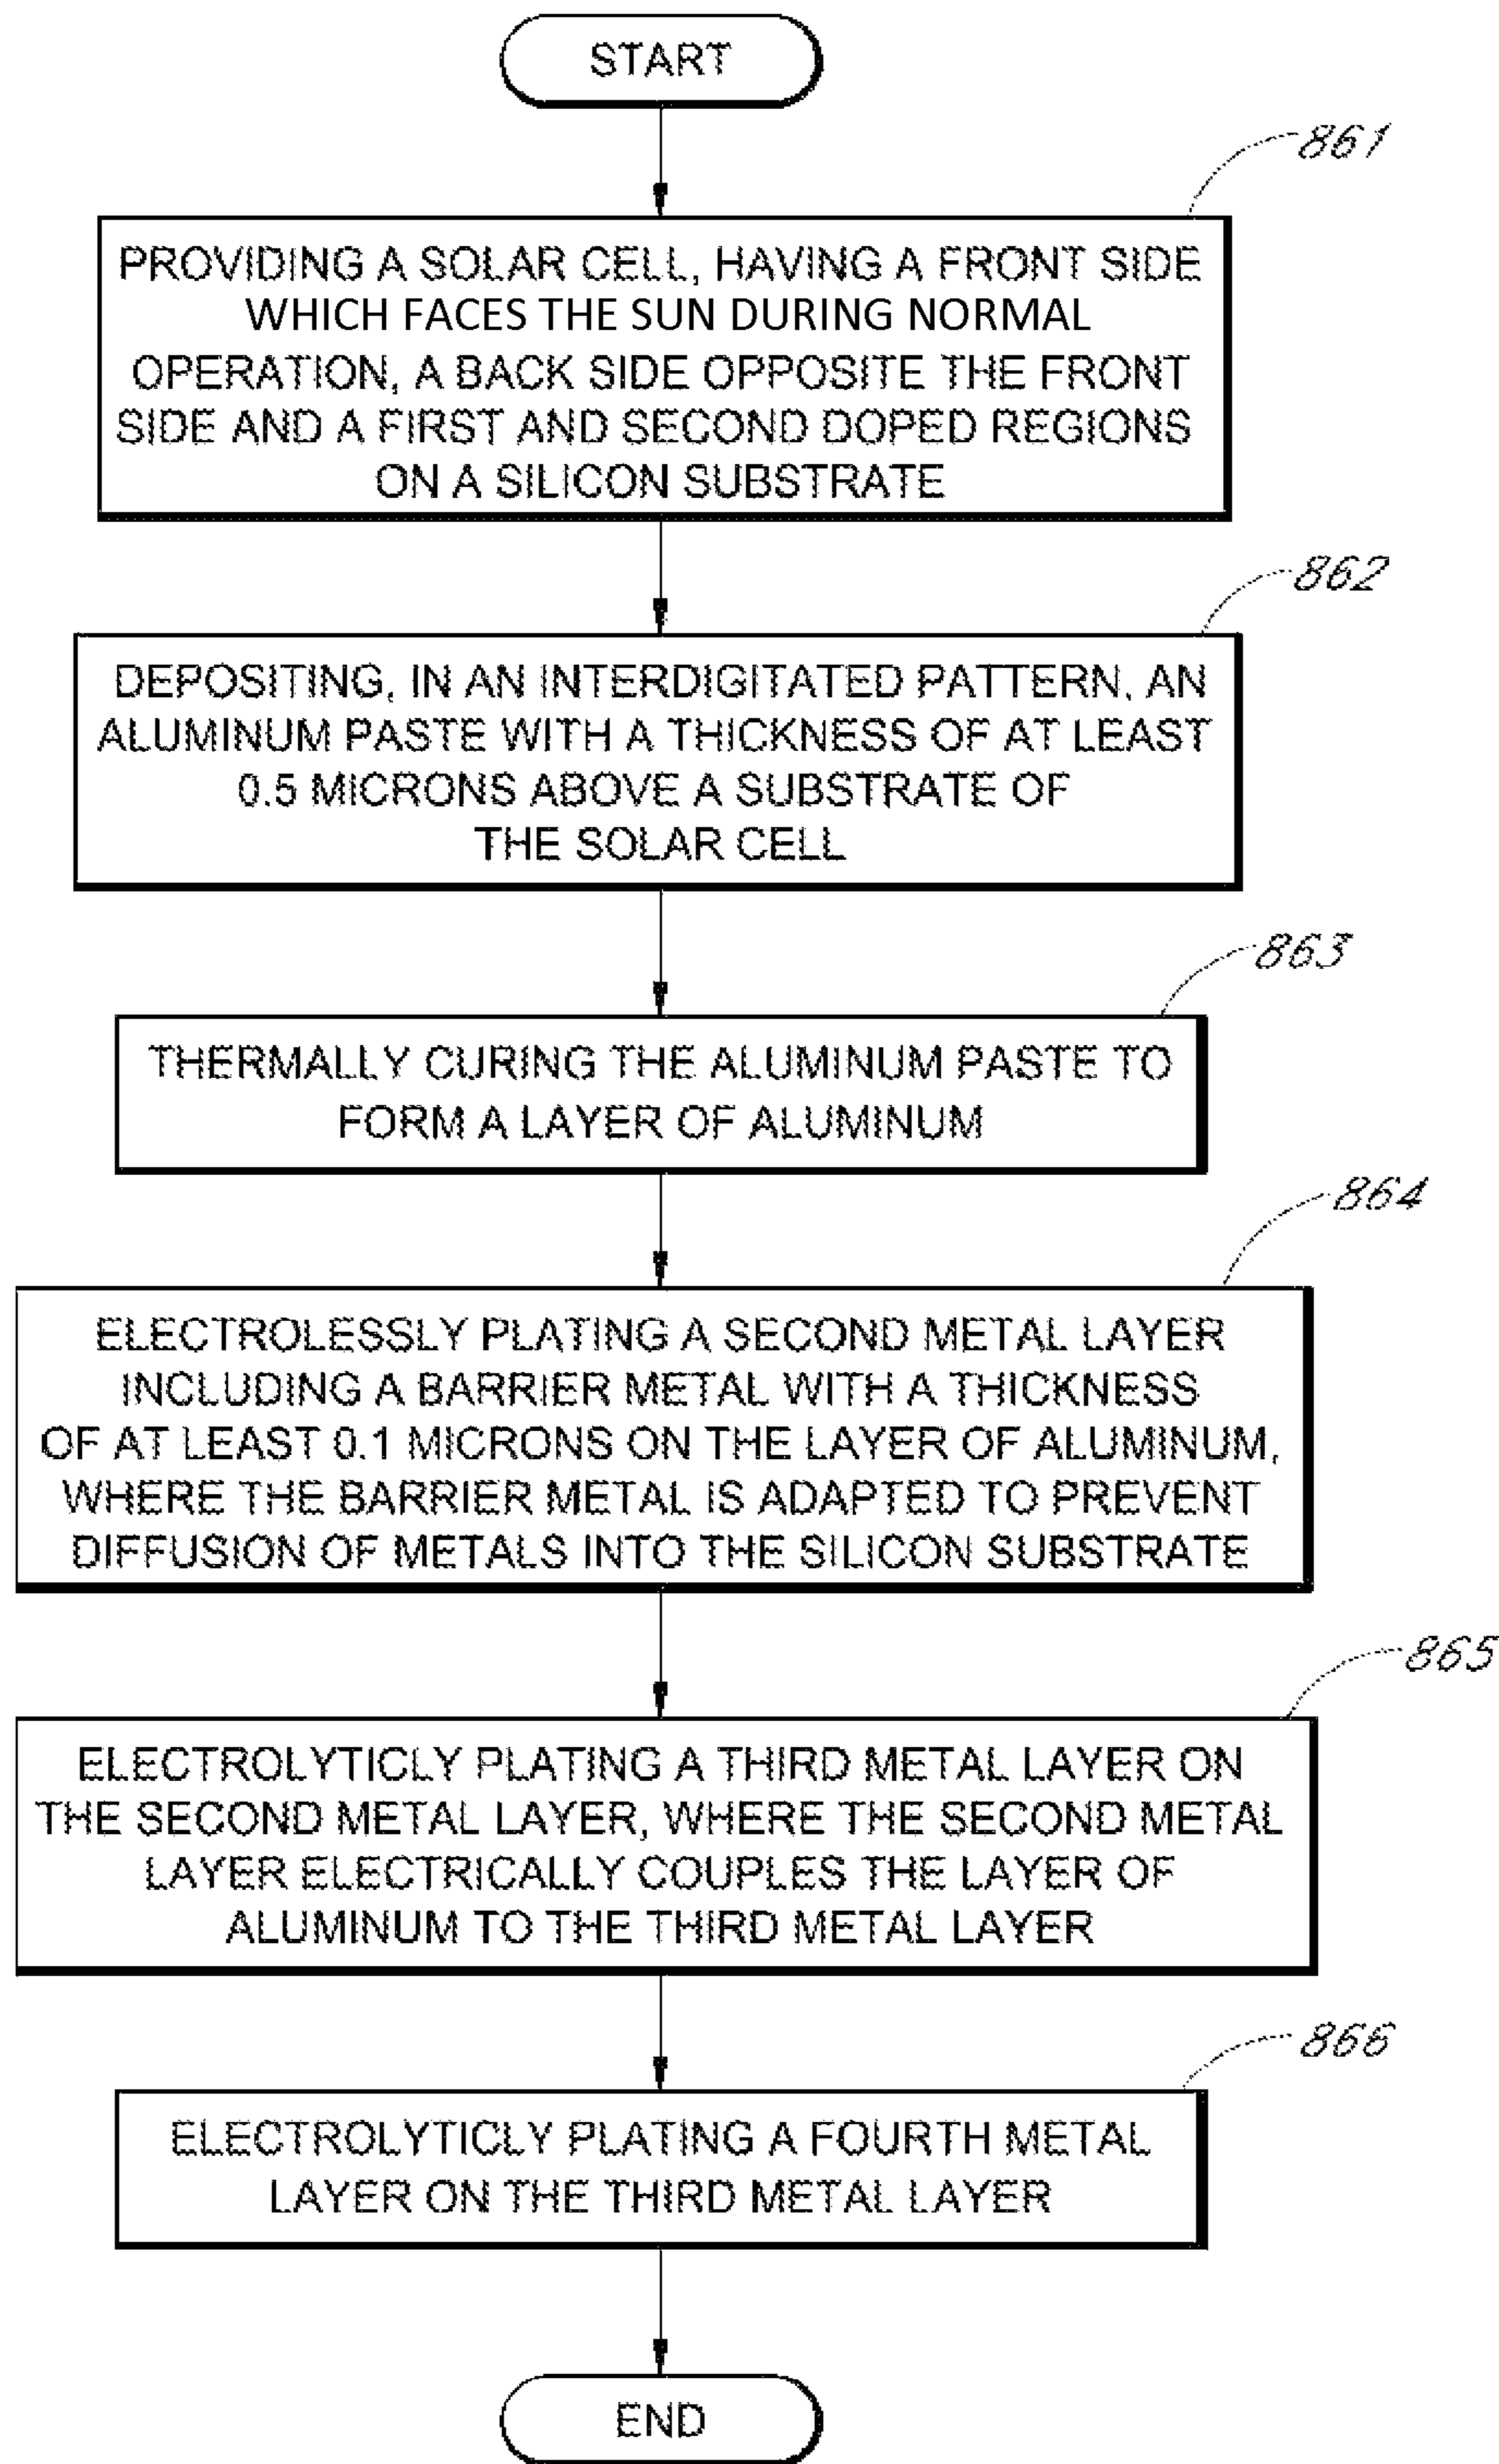 START
861
PROVIDING A SOLAR CELL, HAVING A FRONT SIDE
WHICH FACES THE SUN DURING NORMAL
OPERATION, A BACK SIDE OPPOSITE THE FRONT
SIDE AND A FIRST AND SECOND DOPED REGIONS
ON A SILICON SUBSTRATE
862
DEPOSITING, IN AN INTERDIGITATED PATTERN, AN
ALUMINUM PASTE WITH A THICKNESS OF AT LEAST
0.5 MICRONS ABOVE A SUBSTRATE OF
THE SOLAR CELL
863
THERMALLY CURING THE ALUMINUM PASTE TO
FORM A LAYER OF ALUMINUM
864
ELECTROLESSLY PLATING A SECOND METAL LAYER
INCLUDING A BARRIER METAL WITH A THICKNESS
OF AT LEAST 0.1 MICRONS ON THE LAYER OF ALUMINUM,
WHERE THE BARRIER METAL IS ADAPTED TO PREVENT
DIFFUSION OF METALS INTO THE SILICON SUBSTRATE
865
ELECTROLYTICLY PLATING A THIRD METAL LAYER ON
THE SECOND METAL LAYER, WHERE THE SECOND METAL
LAYER ELECTRICALLY COUPLES THE LAYER OF
ALUMINUM TO THE THIRD METAL LAYER
866
ELECTROLYTICLY PLATING A FOURTH METAL
LAYER ON THE THIRD METAL LAYER
END